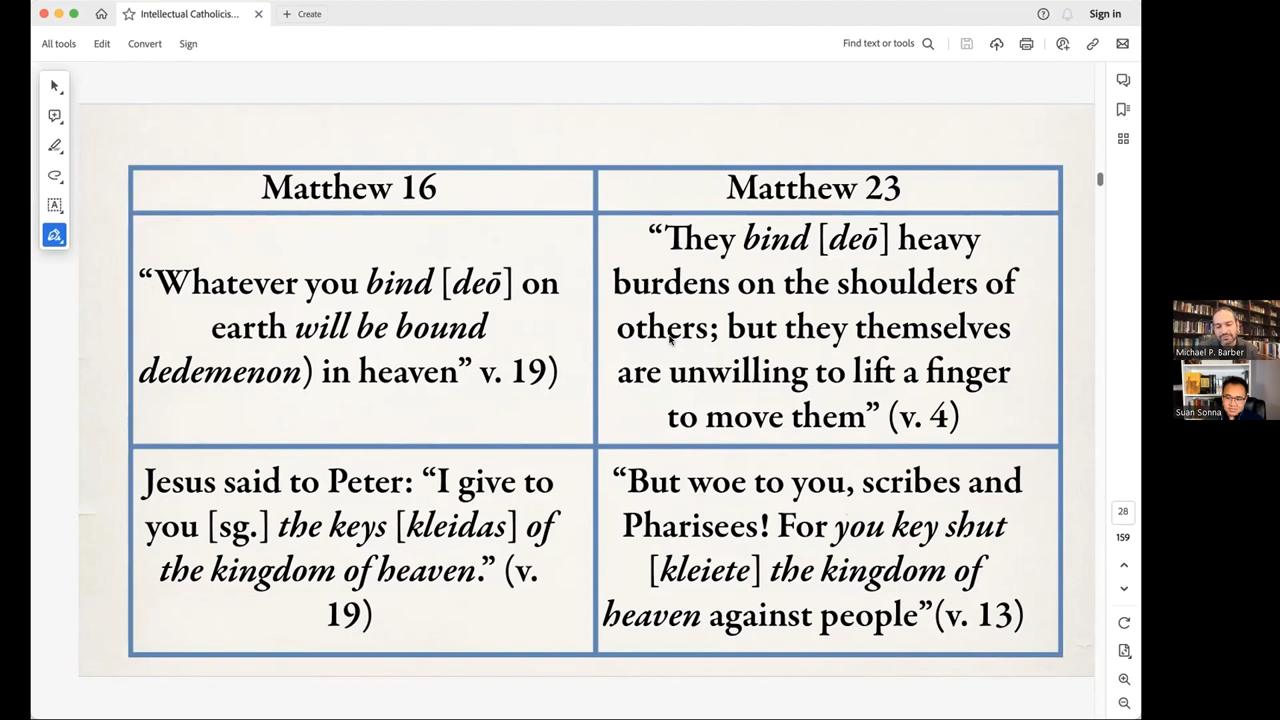 Intellectual Catholicis...
Create
Sign in
All tools
Edit
Convert
Sign
Find text or tools
Matthew 16
Matthew 23
“Whatever you bind [deō] on
earth will be bound
dedemenon) in heaven” v. 19)
“They bind [deō] heavy
burdens on the shoulders of
others; but they themselves
are unwilling to lift a finger
to move them” (v. 4)
Jesus said to Peter: “I give to
you [sg.] the keys [kleidas] of
the kingdom of heaven.” (v.
19)
“But woe to you, scribes and
Pharisees! For you key shut
[kleiete] the kingdom of
heaven against people”(v. 13)
28
159
Michael P. Barber
Suan Sonna